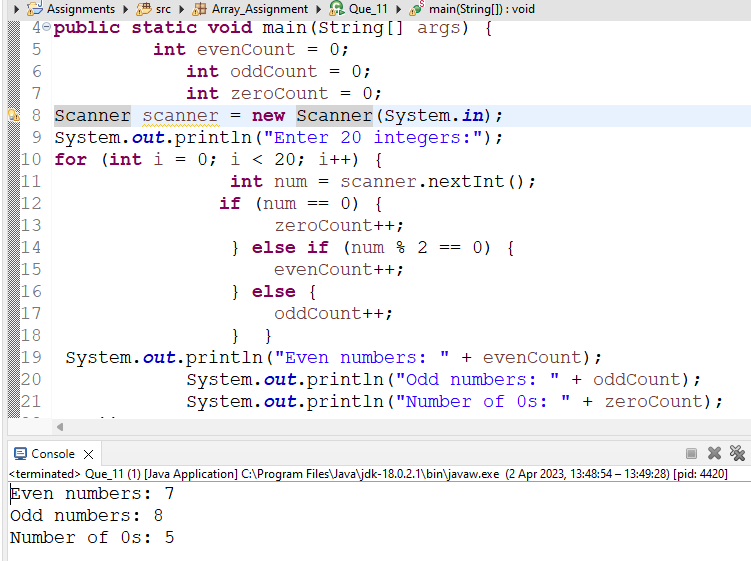 Assignments src Array_Assignment Que_11 main(String[]) : void
4 public static void main(String[] args) {
5 int evenCount = 0;
6 int oddCount = 0;
7 int zeroCount = 0;
8 Scanner scanner = new Scanner(System.in);
9 System.out.println("Enter 20 integers:");
10 for (int i = 0; i < 20; i++) {
11 int num = scanner.nextInt();
12 if (num == 0) {
13 zeroCount++;
14 } else if (num % 2 == 0) {
15 evenCount++;
16 } else {
17 oddCount++;
18 } }
19 System.out.println("Even numbers: " + evenCount);
20 System.out.println("Odd numbers: " + oddCount);
21 System.out.println("Number of 0s: " + zeroCount);
Console
<terminated> Que_11 (1) [Java Application] C:\Program Files\Java\jdk-18.0.2.1\bin\javaw.exe (2 Apr 2023, 13:48:54 – 13:49:28) [pid: 4420]
Even numbers: 7
Odd numbers: 8
Number of 0s: 5